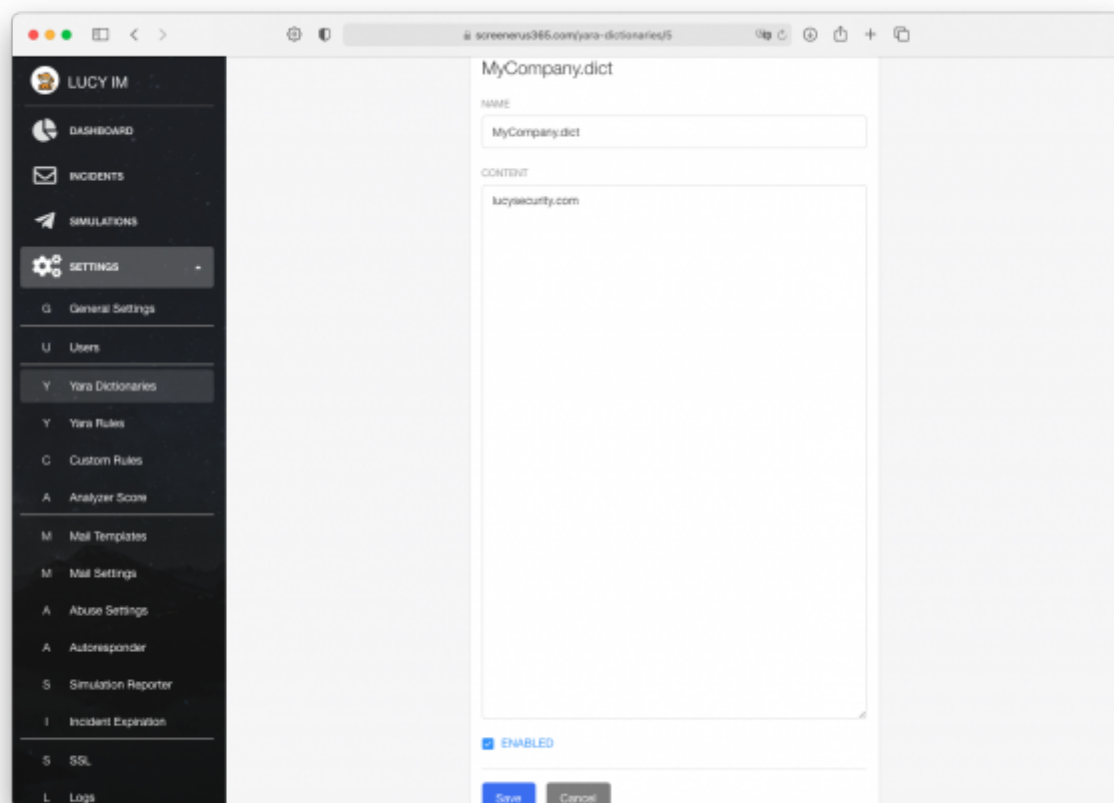 screenerus365.com/yara-dictionaries/5
LUCY IM
DASHBOARD
INCIDENTS
SIMULATIONS
SETTINGS
G General Settings
U Users
Y Yara Dictionaries
Y Yara Rules
C Custom Rules
A Analyzer Score
M Mail Templates
M Mail Settings
A Abuse Settings
A Autoresponder
S Simulation Reporter
I Incident Expiration
S SSL
L Logs
MyCompany.dict
NAME
MyCompany.dict
CONTENT
lucysecurity.com
ENABLED
Save Cancel